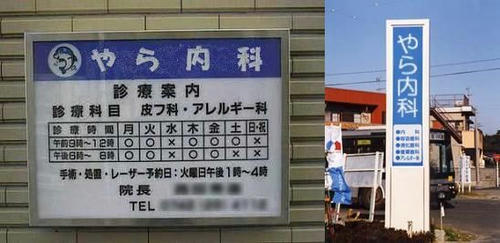 やら内科
診療案内
診療科目 皮フ科・アレルギー科
診療時間 月 火 水 木 金 土 日・祝
午前9時〜12時 ○ ○ × ○ ○ ○ ×
午後3時〜6時 ○ ○ × ○ ○ × ×
手術・処置・レーザー予約日：火曜日午後1時〜4時
院長
TEL
やら内科
●内科